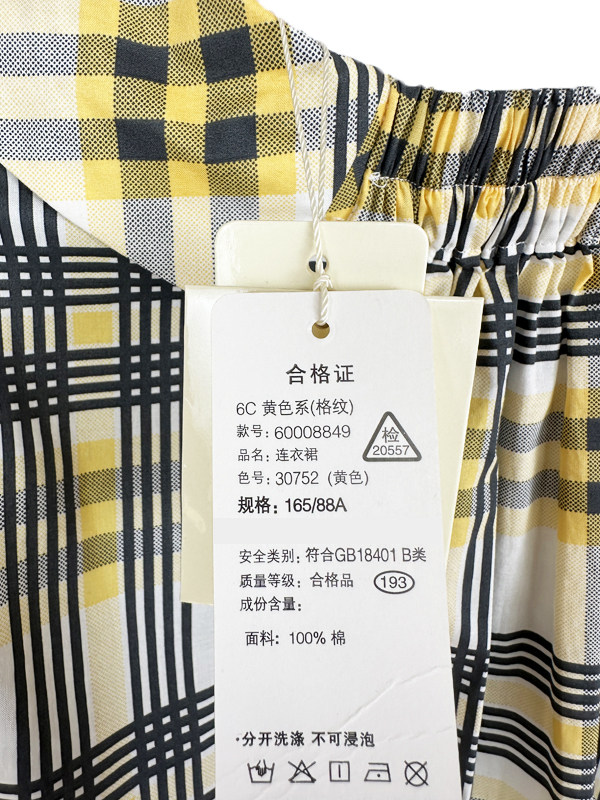 合格证
6C 黄色系(格纹)
款号: 60008849
检
20557
品名: 连衣裙
色号: 30752 (黄色)
规格: 165/88A
安全类别: 符合GB18401 B类
质量等级: 合格品 193
成份含量:
面料: 100% 棉
·分开洗涤 不可浸泡